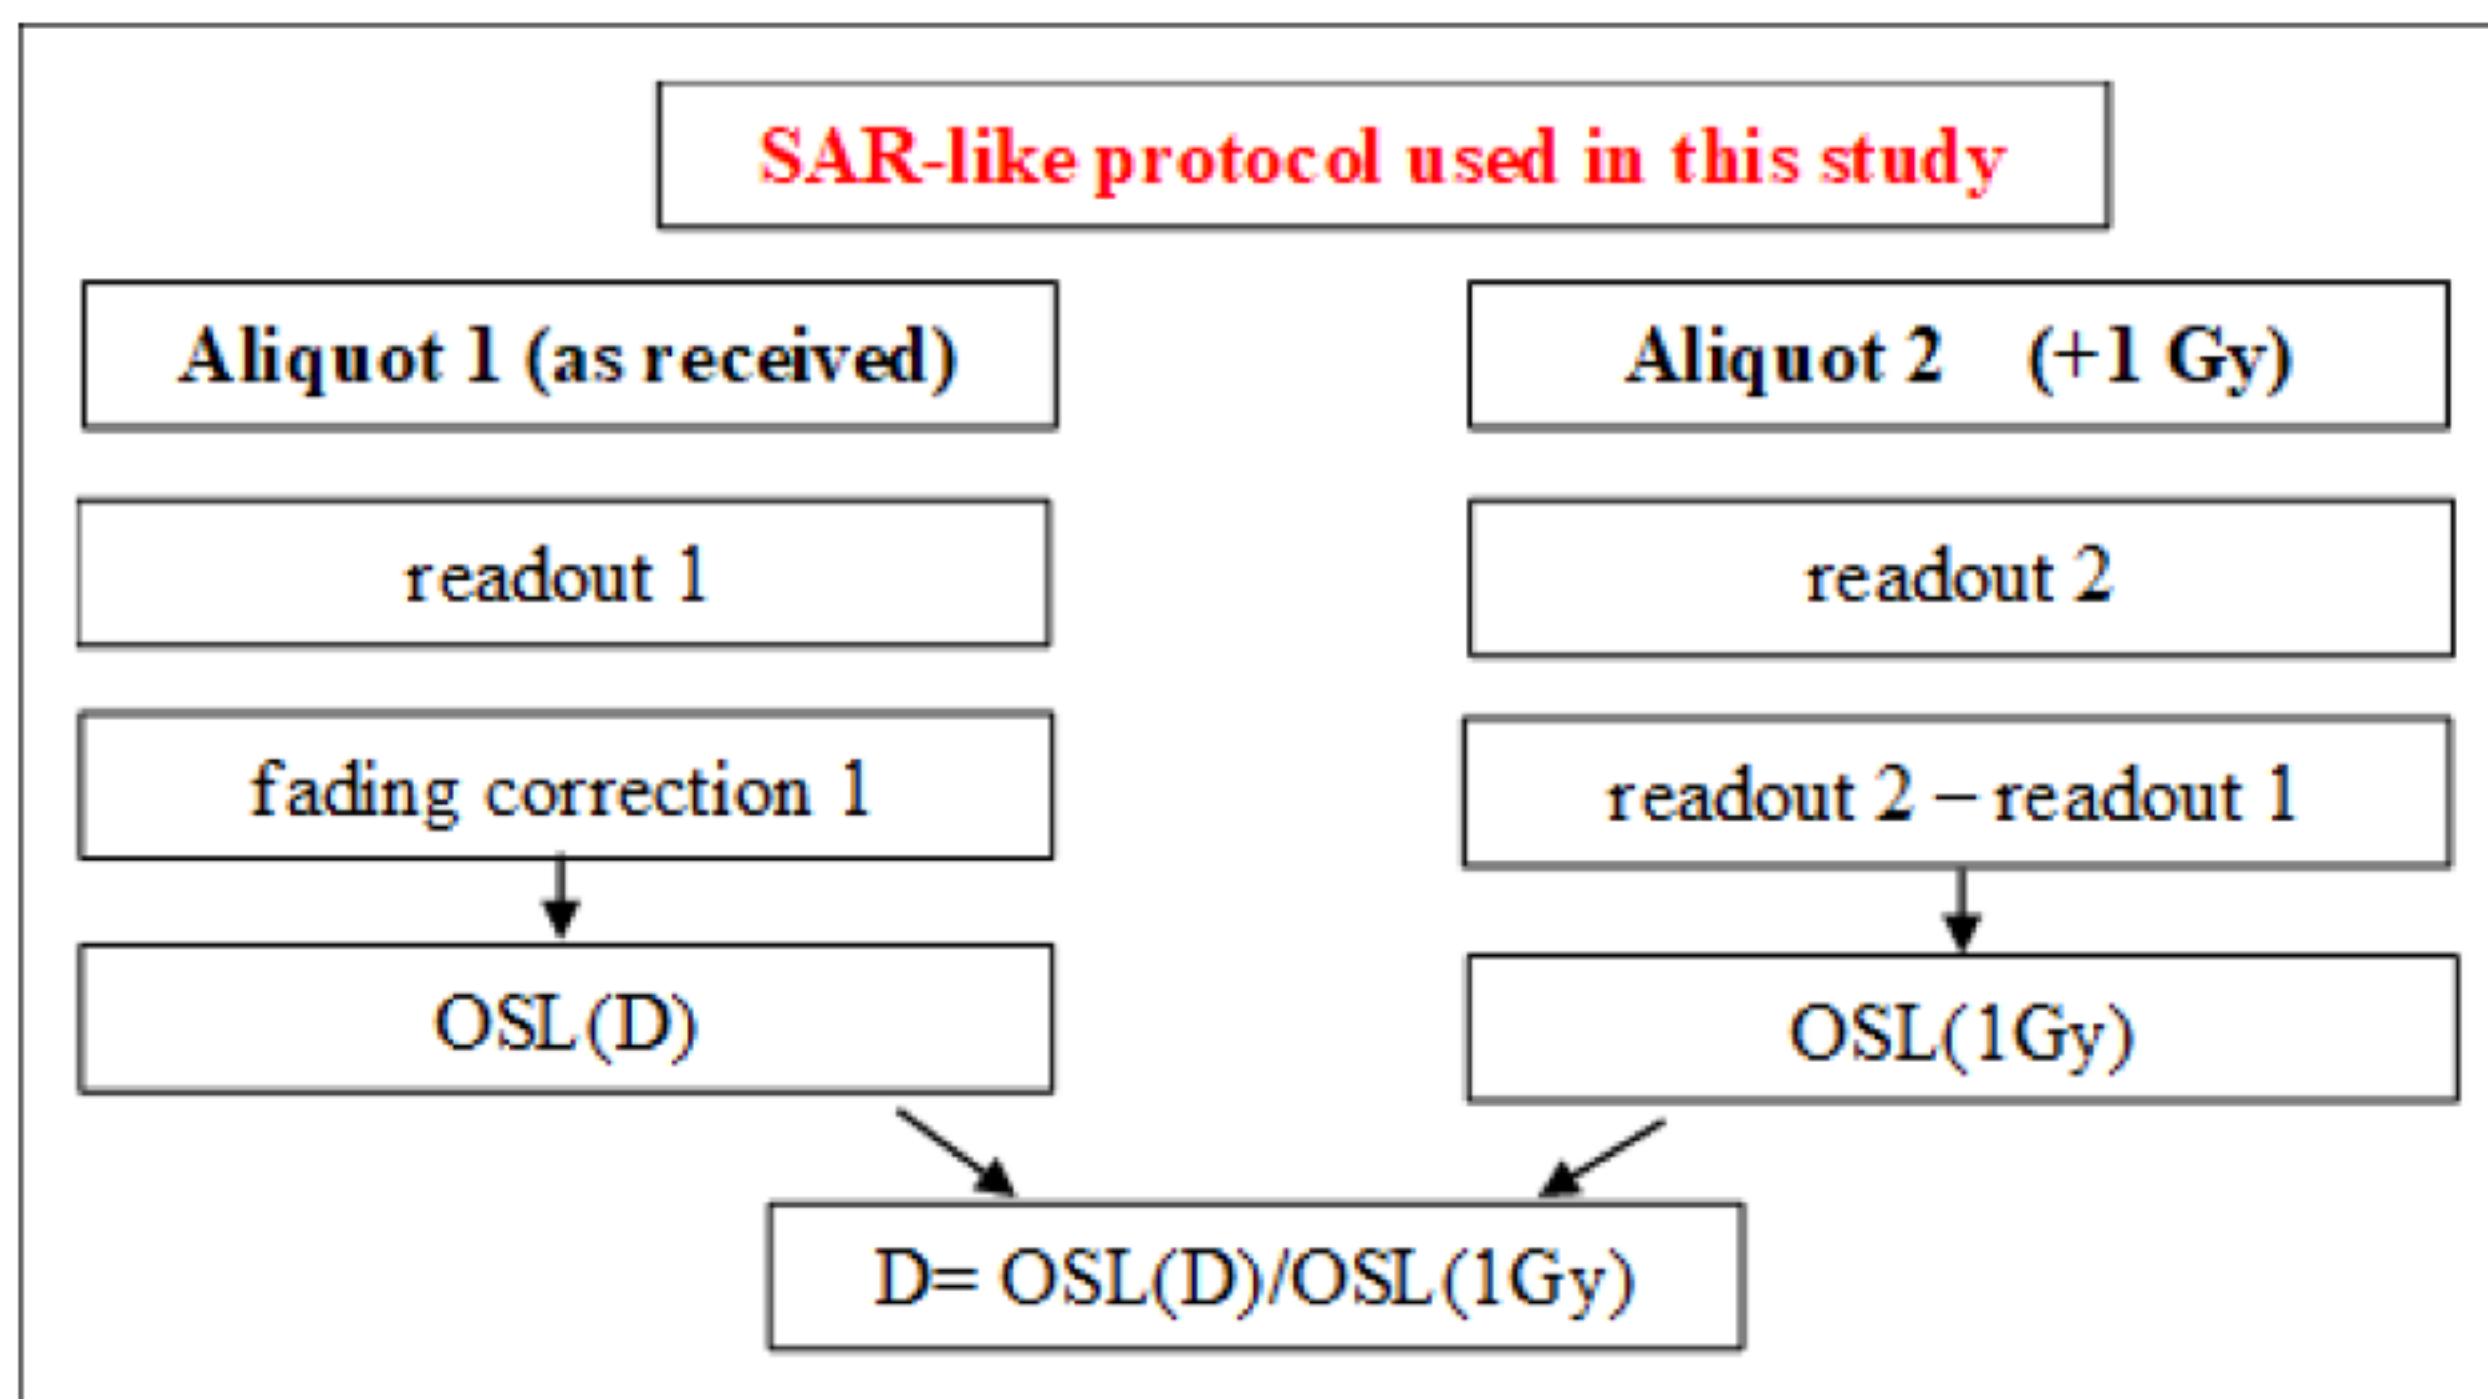 SAR-like protocol used in this study
Aliquot 1 (as received)
Aliquot 2 (+1 Gy)
readout 1
readout 2
fading correction 1
readout 2 – readout 1
OSL(D)
OSL(1Gy)
D= OSL(D)/OSL(1Gy)